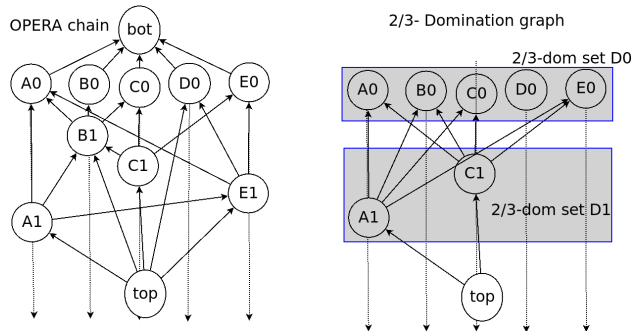 OPERA chain
bot
A0
B0
C0
D0
E0
B1
C1
E1
A1
top
2/3- Domination graph
2/3-dom set D0
A0
B0
C0
D0
E0
C1
2/3-dom set D1
A1
top